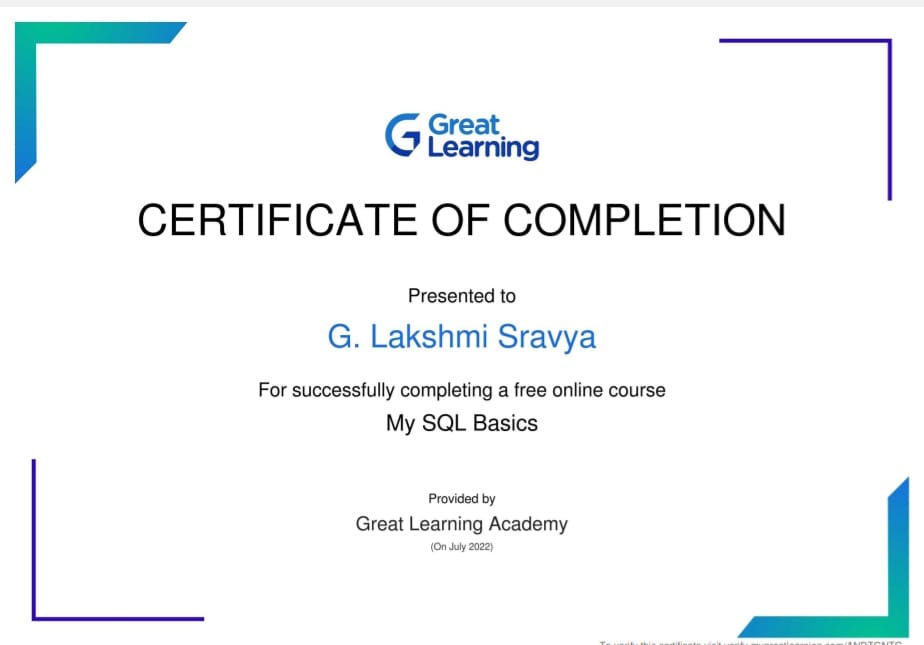 Great
Learning
CERTIFICATE OF COMPLETION
Presented to
G. Lakshmi Sravya
For successfully completing a free online course
My SQL Basics
Provided by
Great Learning Academy
(On July 2022)
To verify this certificate visit verify.mygreatlearning.com/